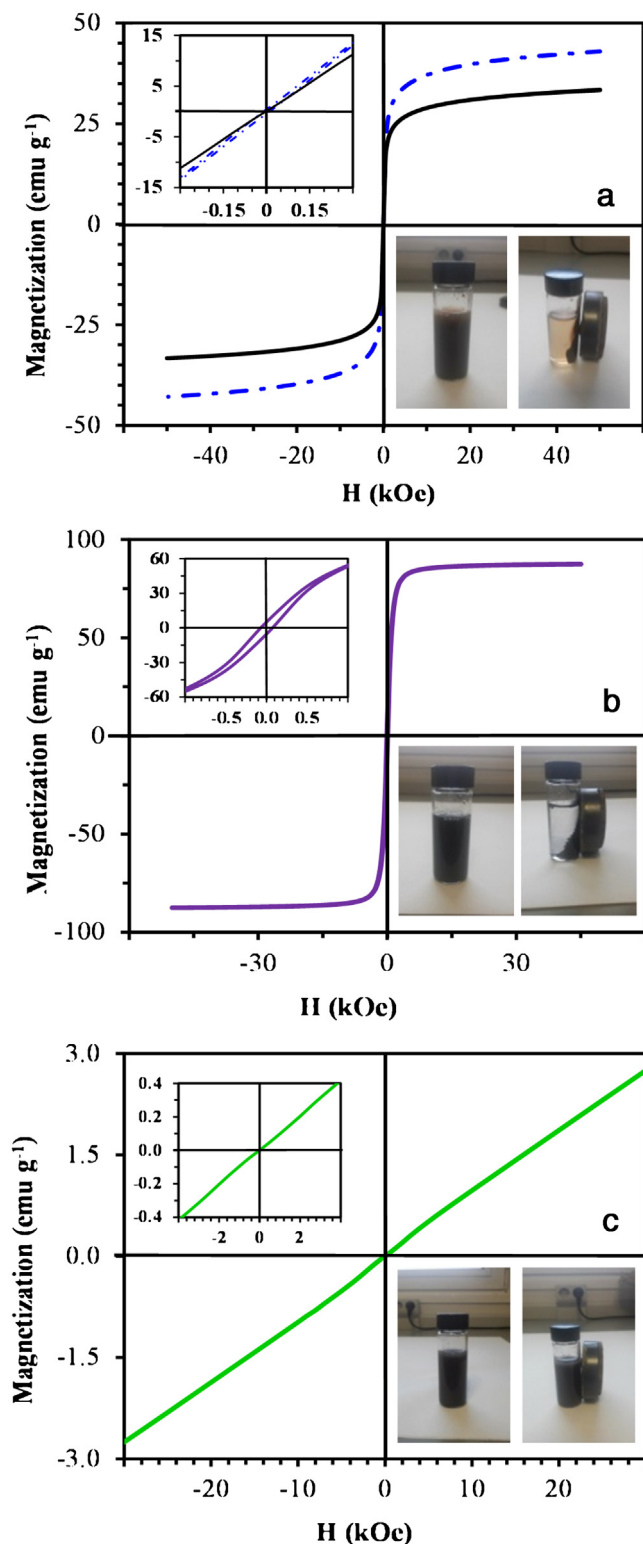 50
25
0
-25
-50
Magnetization (emu g-1)
15
5
-5
-15
-0.15 0 0.15
a
-40 -20 0 20 40
H (kOe)
100
50
0
-50
-100
Magnetization (emu g-1)
60
30
0
-30
-60
-0.5 0.0 0.5
b
-30 0 30
H (kOe)
3.0
1.5
0.0
-1.5
-3.0
Magnetization (emu g-1)
0.4
0.2
0.0
-0.2
-0.4
-2 0 2
c
-20 -10 0 10 20
H (kOe)